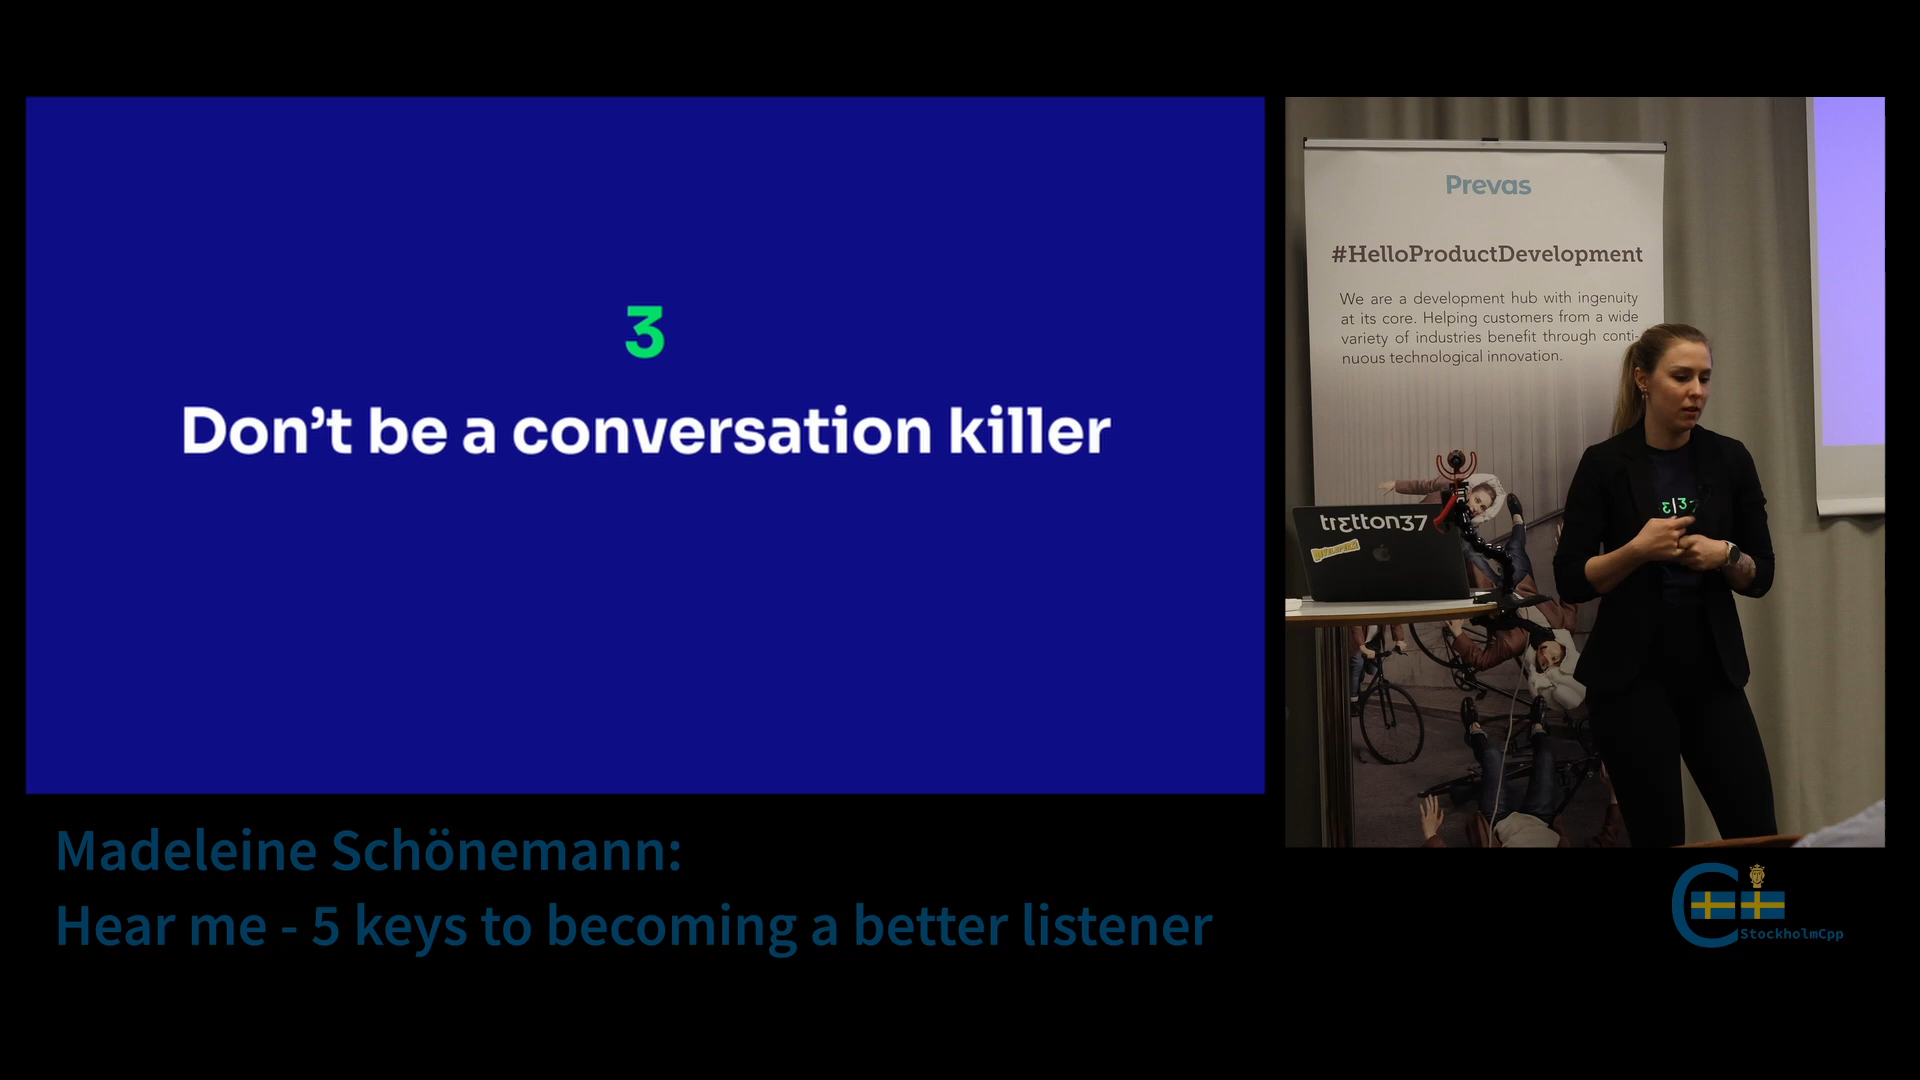 3
Don’t be a conversation killer
Prevas
#HelloProductDevelopment
We are a development hub with ingenuity
at its core. Helping customers from a wide
variety of industries benefit through conti-
nuous technological innovation.
trꜫtton37
Madeleine Schönemann:
Hear me - 5 keys to becoming a better listener
StockholmCpp